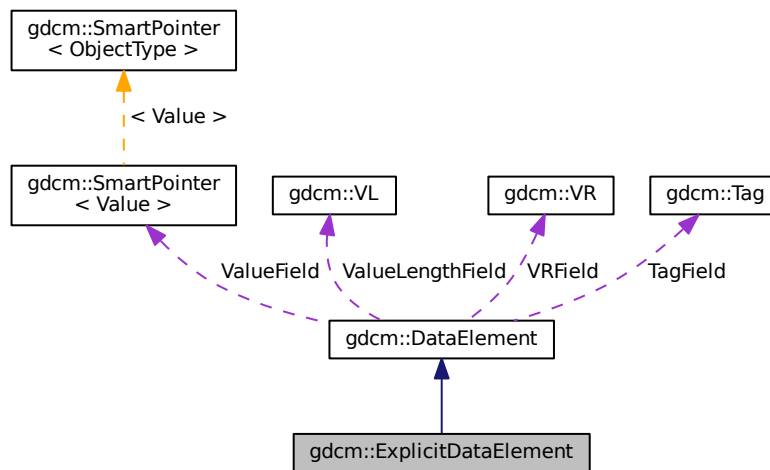 gdcm::SmartPointer
< ObjectType >
< Value >
gdcm::SmartPointer
< Value >
gdcm::VL
gdcm::VR
gdcm::Tag
ValueField
ValueLengthField
VRField
TagField
gdcm::DataElement
gdcm::ExplicitDataElement